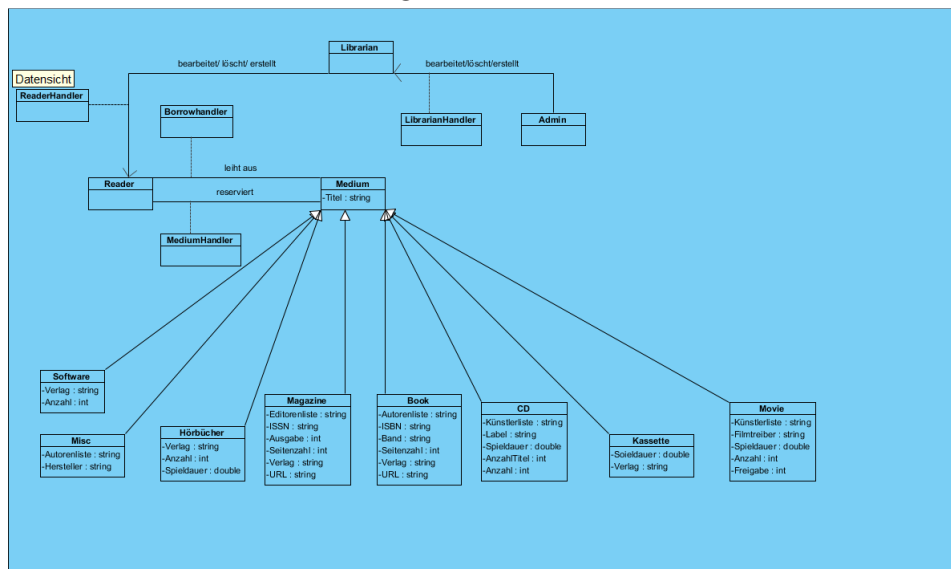 Librarian
bearbeitet/ löscht/ erstellt
bearbeitet/löscht/erstellt
Datensicht
ReaderHandler
Borrowhandler
LibrarianHandler
Admin
leiht aus
Reader
reserviert
Medium
-Titel : string
MediumHandler
Software
-Verlag : string
-Anzahl : int
Misc
-Autorenliste : string
-Hersteller : string
Hörbücher
-Verlag : string
-Anzahl : int
-Spieldauer : double
Magazine
-Editorenliste : string
-ISSN : string
-Ausgabe : int
-Seitenzahl : int
-Verlag : string
-URL : string
Book
-Autorenliste : string
-ISBN : string
-Band : string
-Seitenzahl : int
-Verlag : string
-URL : string
CD
-Künstlerliste : string
-Label : string
-Spieldauer : double
-AnzahlTitel : int
-Anzahl : int
Kassette
-Soieldauer : double
-Verlag : string
Movie
-Künstlerliste : string
-Filmtreiber : string
-Spieldauer : double
-Anzahl : int
-Freigabe : int